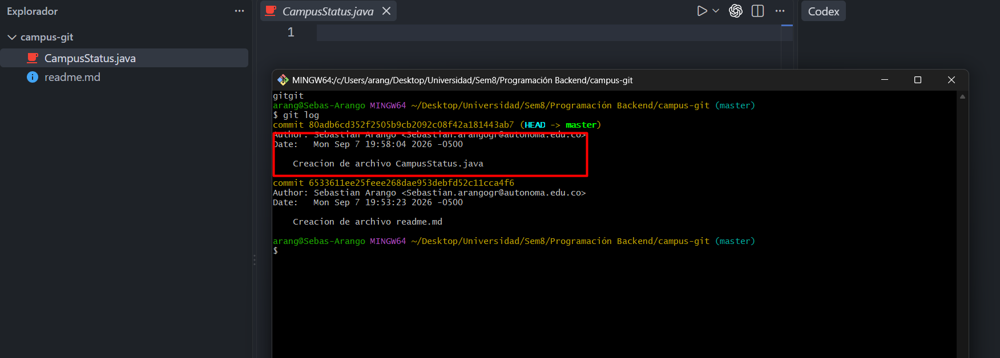 Explorador
campus-git
CampusStatus.java
readme.md
CampusStatus.java
1
Codex
MINGW64:/c/Users/arang/Desktop/Universidad/Sem8/Programación Backend/campus-git
gitgit
arang@Sebas-Arango MINGW64 ~/Desktop/Universidad/Sem8/Programación Backend/campus-git (master)
$ git log
commit 80adb6cd352f2505b9cb2092c08f42a181443ab7 (HEAD -> master)
Author: Sebastian Arango <Sebastian.arangogr@autonoma.edu.co>
Date:   Mon Sep 7 19:58:04 2026 -0500
Creacion de archivo CampusStatus.java
commit 6533611ee25feee268dae953debfd52c11cca4f6
Author: Sebastian Arango <Sebastian.arangogr@autonoma.edu.co>
Date:   Mon Sep 7 19:53:23 2026 -0500
Creacion de archivo readme.md
arang@Sebas-Arango MINGW64 ~/Desktop/Universidad/Sem8/Programación Backend/campus-git (master)
$